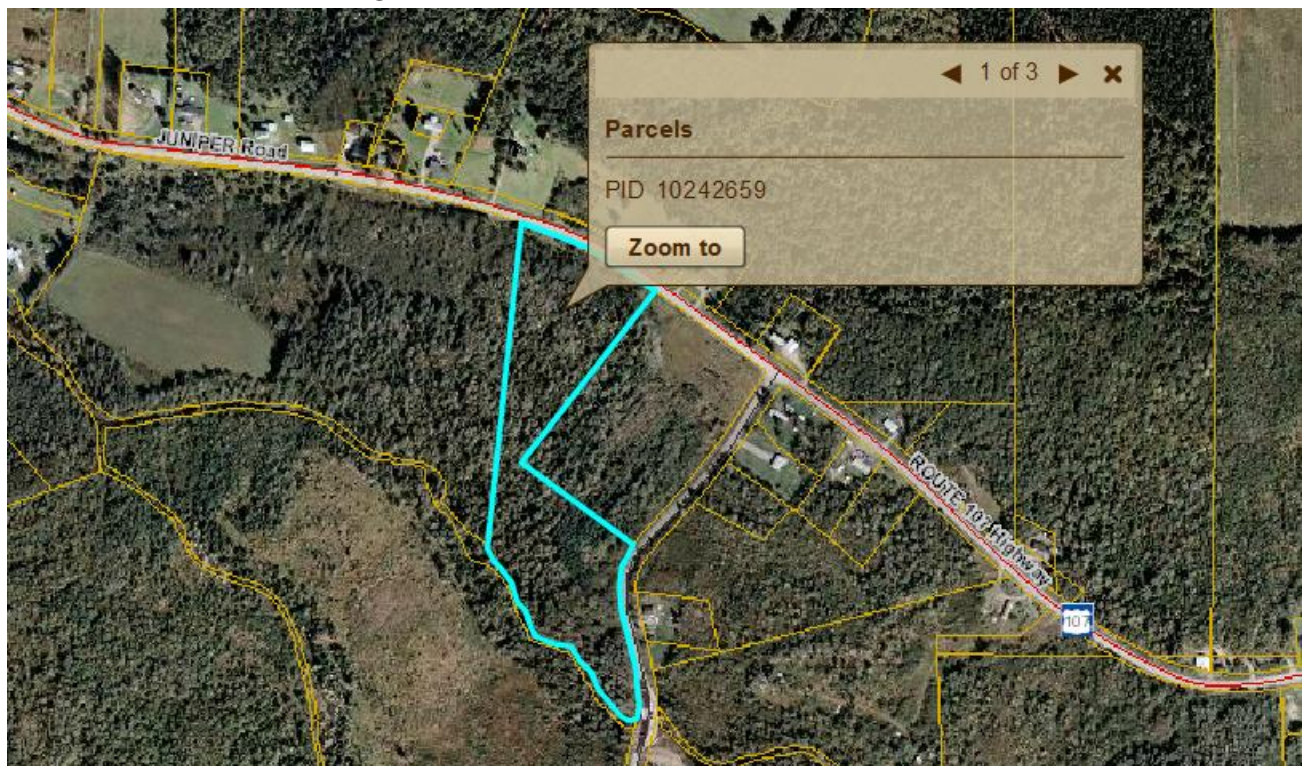 ◀ 1 of 3 ▶ ✖
Parcels
PID 10242659
Zoom to
JUNIPER Road
ROUTE 107 Highway
107